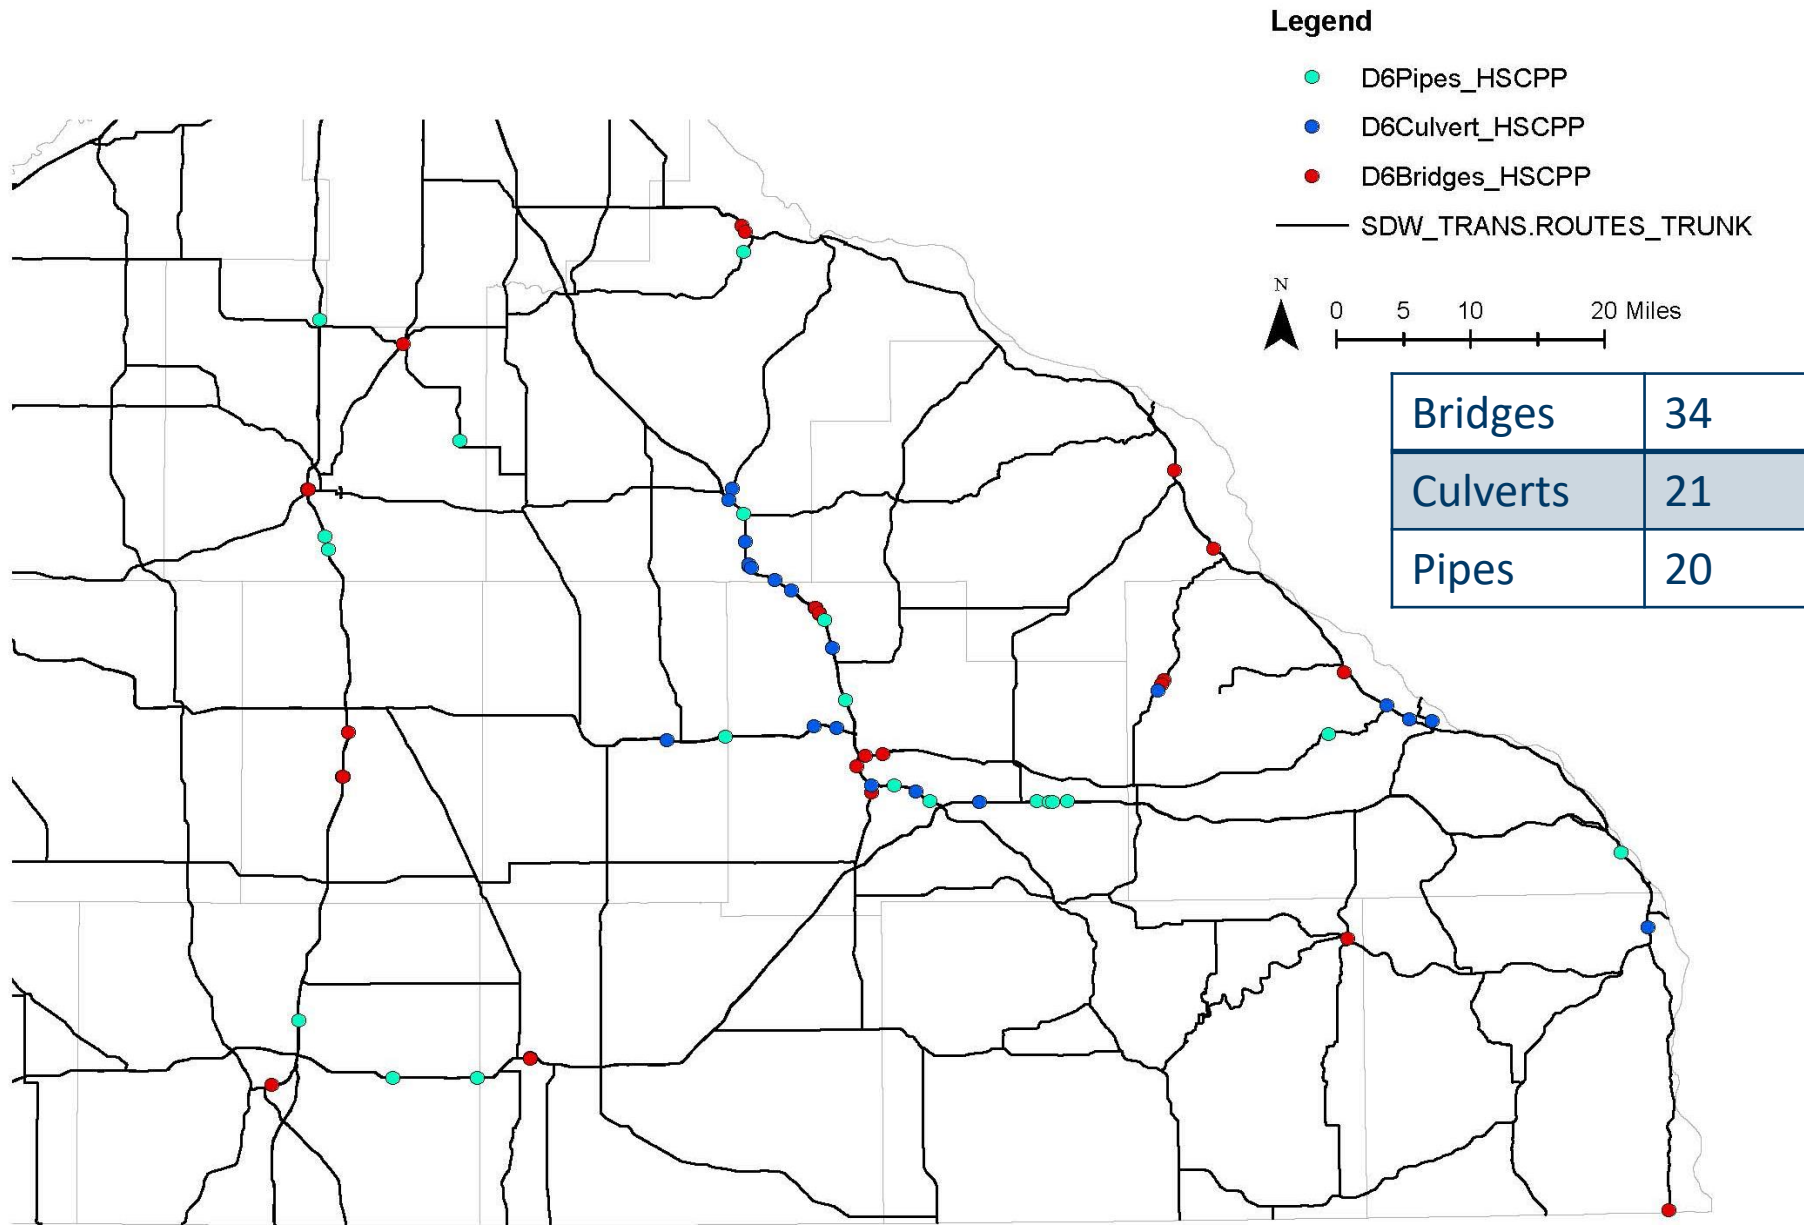 Legend
D6Pipes_HSCPP
D6Culvert_HSCPP
D6Bridges_HSCPP
SDW_TRANS.ROUTES_TRUNK
N
0 5 10 20 Miles
Bridges 34
Culverts 21
Pipes 20